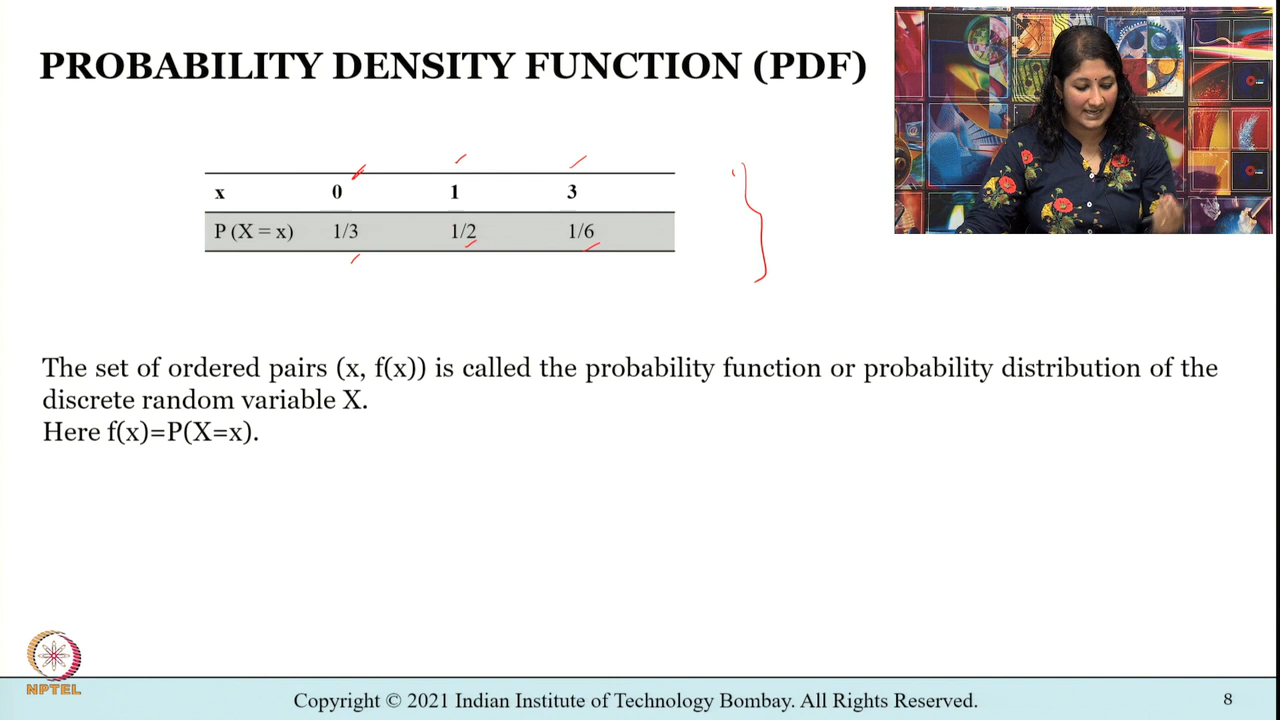 PROBABILITY DENSITY FUNCTION (PDF)
x 0 1 3
P (X = x) 1/3 1/2 1/6
The set of ordered pairs (x, f(x)) is called the probability function or probability distribution of the
discrete random variable X.
Here f(x)=P(X=x).
NPTEL
Copyright © 2021 Indian Institute of Technology Bombay. All Rights Reserved.
8